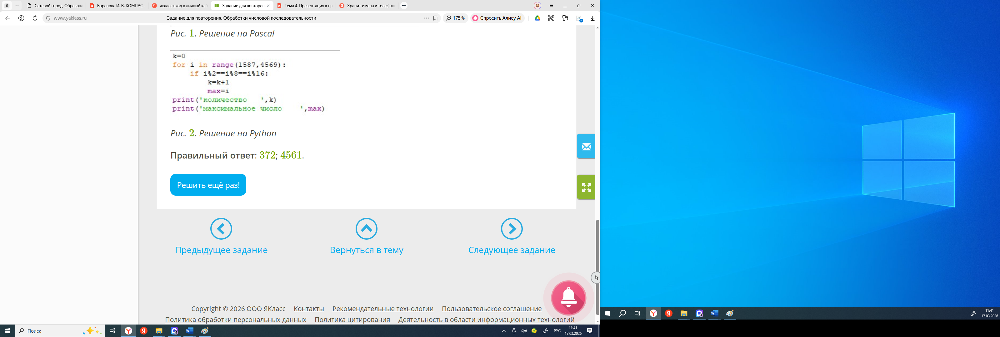 6
Сетевой город. Образова
Баранова И. В. КОМПАС -
якласс вход в личный каб
Задание для повторен
Тема 4. Презентация к пр
Хранит имена и телефон
www.yaklass.ru
Задание для повторения. Обработки числовой последовательности
175 %
Спросить Алису AI
Рис. 1. Решение на Pascal
k=0
for i in range(1587,4569):
    if i%2==i%8==i%16:
        k=k+1
        max=i
print('количество   ',k)
print('максимальное число    ',max)
Рис. 2. Решение на Python
Правильный ответ: 372; 4561.
Решить ещё раз!
Предыдущее задание
Вернуться в тему
Следующее задание
Copyright © 2026 ООО ЯКласс Контакты Рекомендательные технологии Пользовательское соглашение
Политика обработки персональных данных Политика цитирования Деятельность в области информационных технологий
Поиск
РУС
11:41
17.03.2026
11:41
17.03.2026